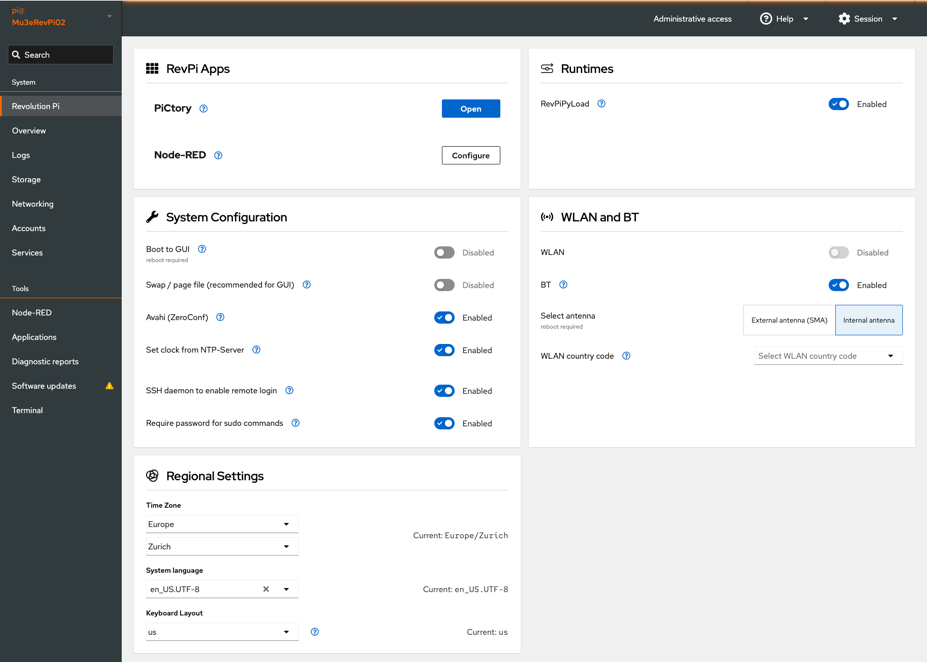 pi@
Mu3eRevPi02
Administrative access
Help
Session
Search
System
Revolution Pi
Overview
Logs
Storage
Networking
Accounts
Services
Tools
Node-RED
Applications
Diagnostic reports
Software updates
Terminal
RevPi Apps
PiCtory
Open
Node-RED
Configure
Runtimes
RevPiPyLoad
Enabled
System Configuration
Boot to GUI
reboot required
Disabled
Swap / page file (recommended for GUI)
Disabled
Avahi (ZeroConf)
Enabled
Set clock from NTP-Server
Enabled
SSH daemon to enable remote login
Enabled
Require password for sudo commands
Enabled
WLAN and BT
WLAN
Disabled
BT
Enabled
Select antenna
reboot required
External antenna (SMA)
Internal antenna
WLAN country code
Select WLAN country code
Regional Settings
Time Zone
Europe
Zurich
Current: Europe/Zurich
System language
en_US.UTF-8
Current: en_US.UTF-8
Keyboard Layout
us
Current: us